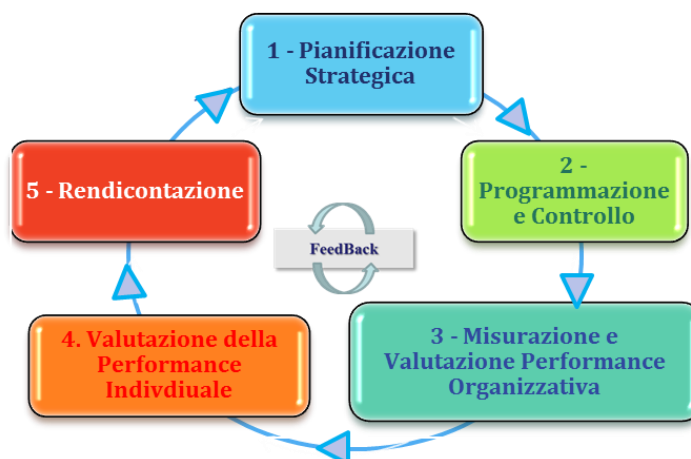 1 - Pianificazione
Strategica
2 -
Programmazione
e Controllo
3 - Misurazione e
Valutazione Performance
Organizzativa
4. Valutazione della
Performance
Indivdiuale
5 - Rendicontazione
FeedBack